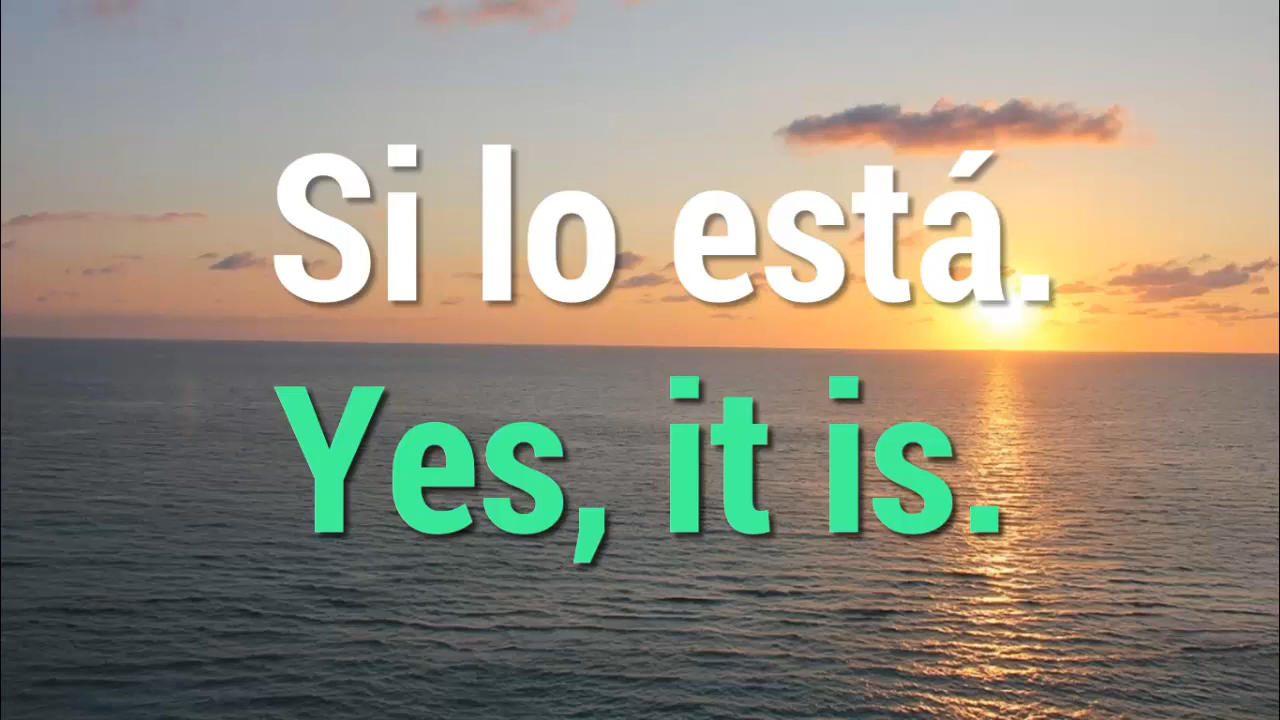 Si lo está.
Yes, it is.